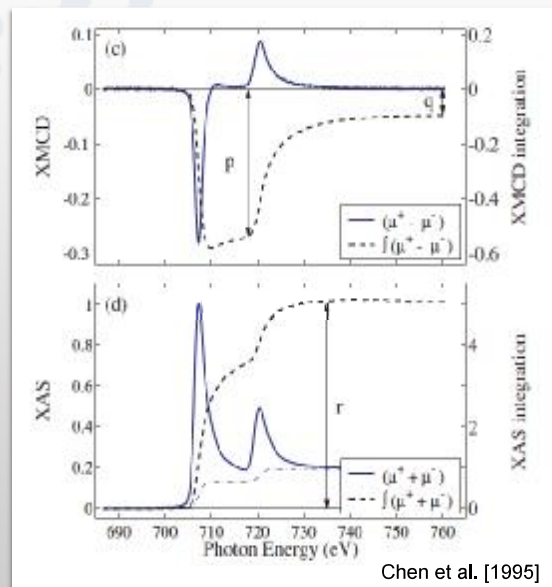 (c)
0.1
0
-0.1
-0.2
-0.3
XMCD
0.2
0
-0.2
-0.4
-0.6
XMCD integration
p
q
(μ⁺ - μ⁻)
∫(μ⁺ - μ⁻)
(d)
1
0.8
0.6
0.4
0.2
0
XAS
4
2
0
XAS integration
r
(μ⁺ + μ⁻)
∫(μ⁺ + μ⁻)
690 700 710 720 730 740 750 760
Photon Energy (eV)
Chen et al. [1995]